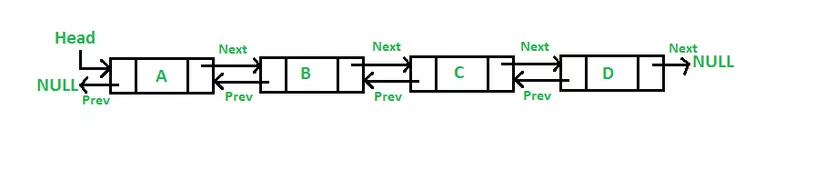 Head
Next Next Next Next
NULL A B C D NULL
Prev Prev Prev Prev